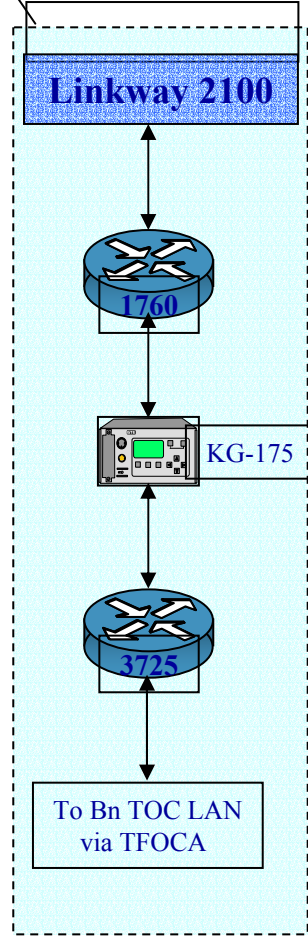 Linkway 2100
1760
KG-175
3725
To Bn TOC LAN
via TFOCA